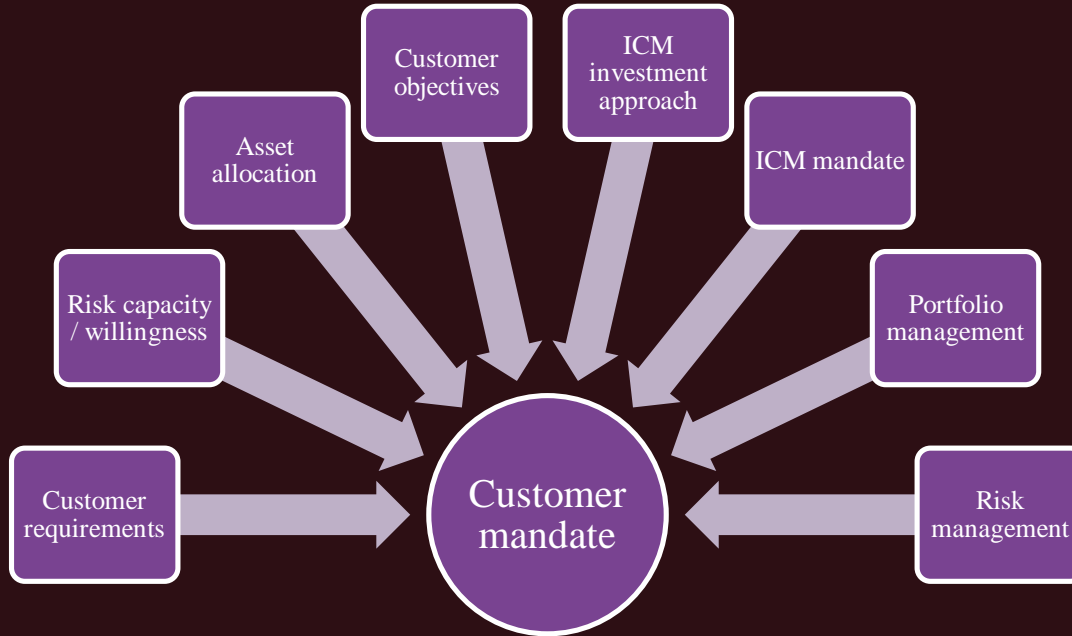 Customer
requirements
Risk capacity
/ willingness
Asset
allocation
Customer
objectives
ICM
investment
approach
ICM mandate
Portfolio
management
Risk
management
Customer
mandate